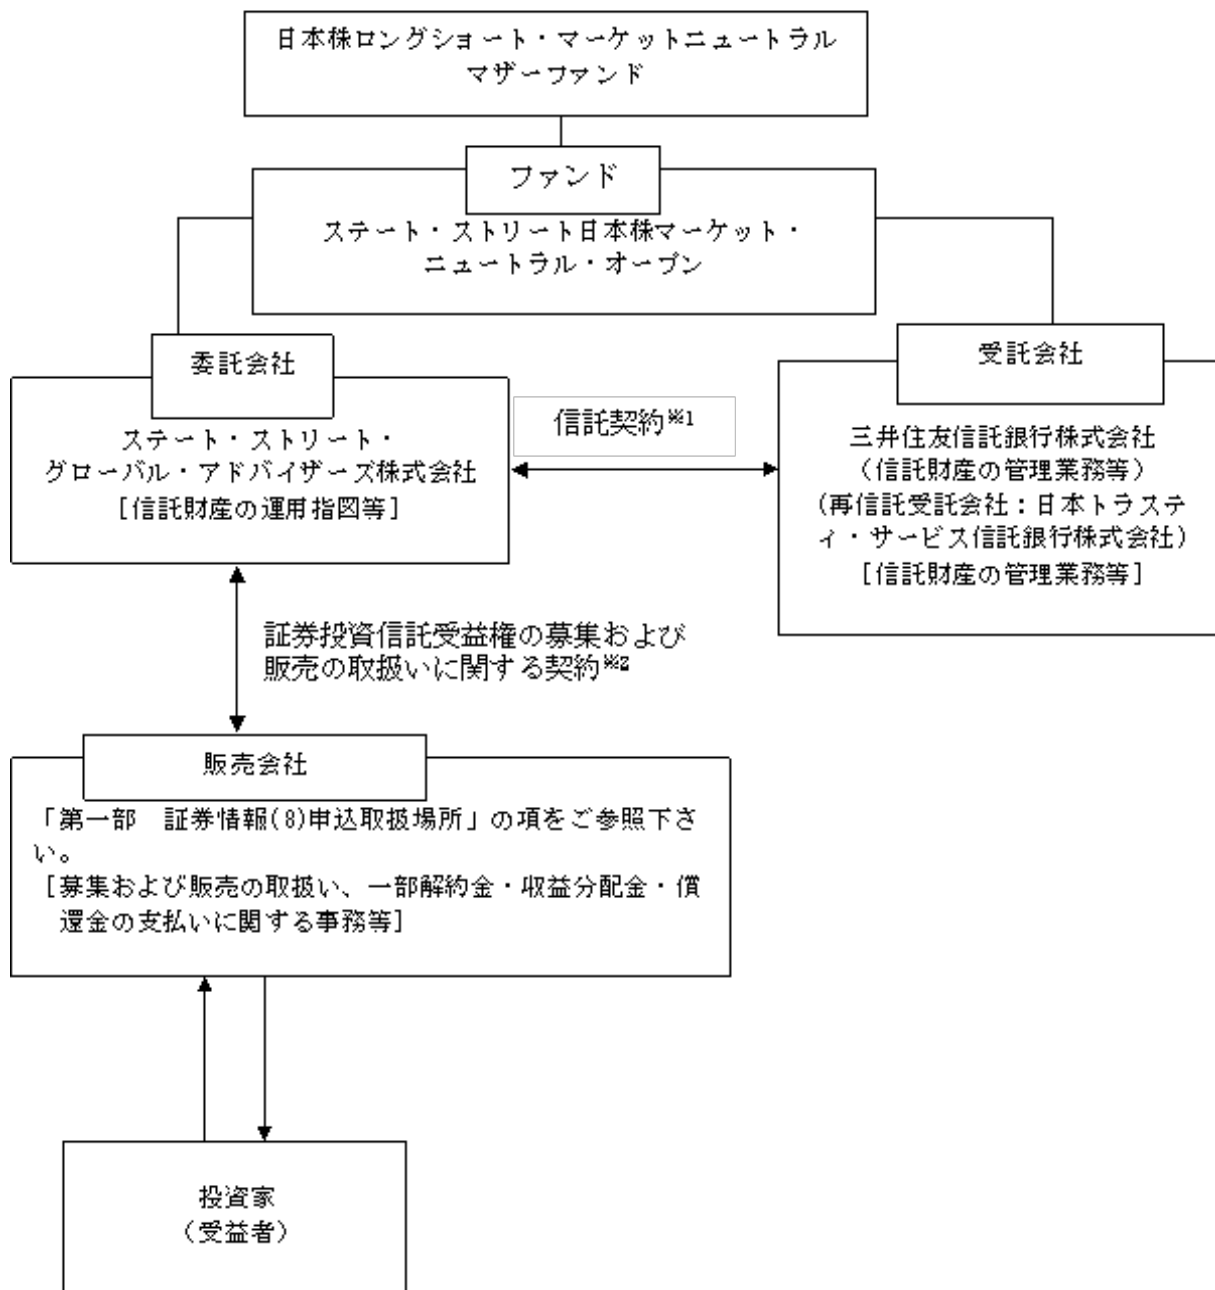 日本株ロングショート・マーケットニュートラル
マザーファンド
ファンド
ステート・ストリート日本株マーケット・
ニュートラル・オープン
委託会社
ステート・ストリート・
グローバル・アドバイザーズ株式会社
[信託財産の運用指図等]
信託契約※1
受託会社
三井住友信託銀行株式会社
(信託財産の管理業務等)
(再信託受託会社：日本トラステ
ィ・サービス信託銀行株式会社)
[信託財産の管理業務等]
証券投資信託受益権の募集および
販売の取扱いに関する契約※2
販売会社
「第一部　証券情報(8)申込取扱場所」の項をご参照下さ
い。
[募集および販売の取扱い、一部解約金・収益分配金・償
還金の支払いに関する事務等]
投資家
(受益者)